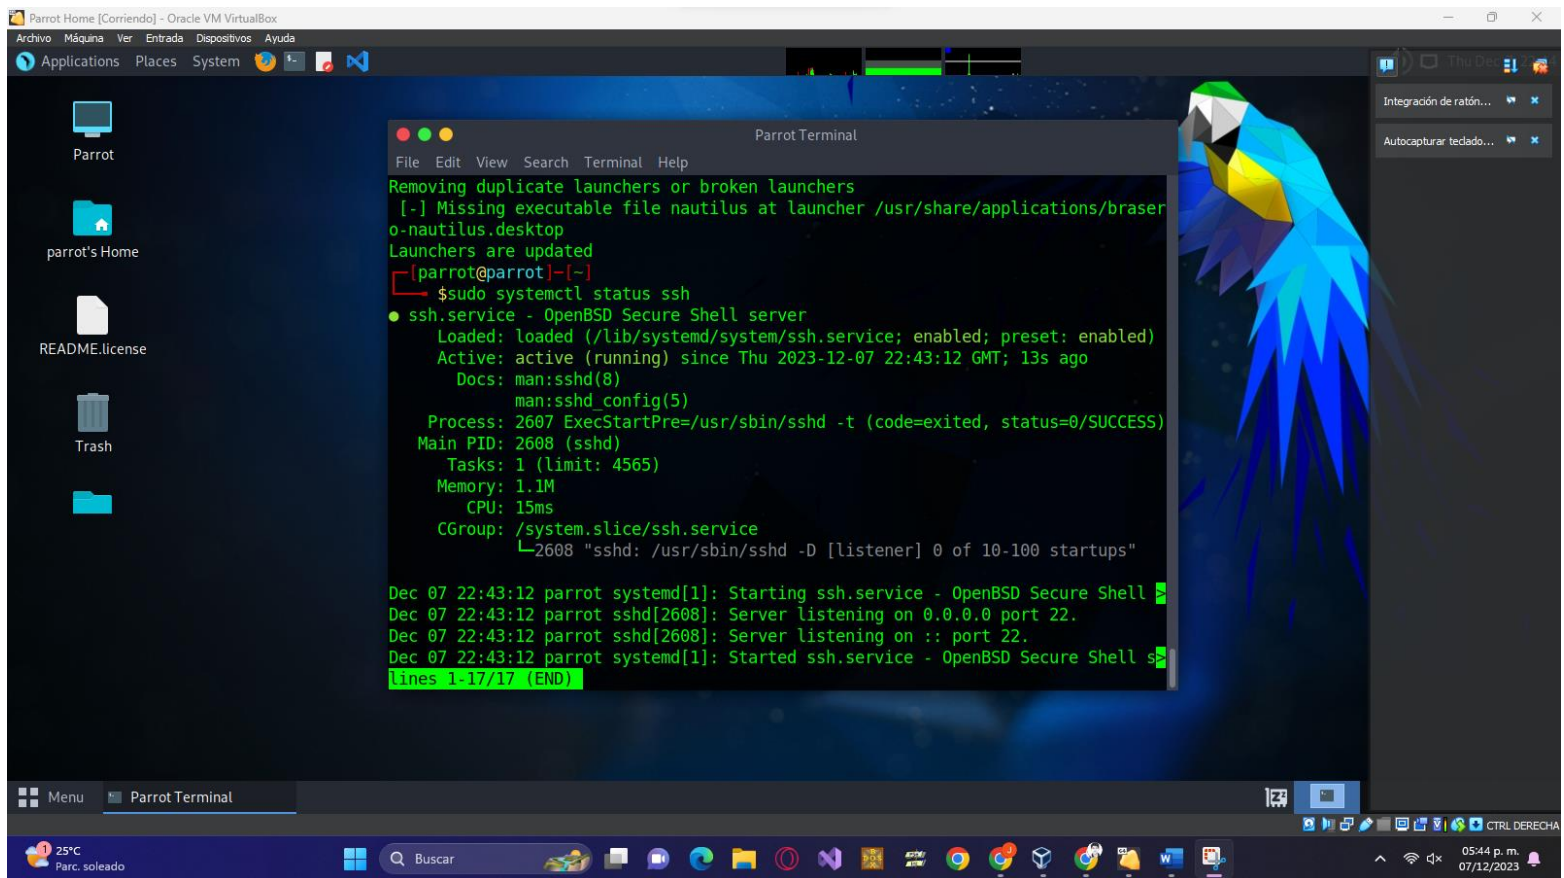 Parrot Home [Corriendo] - Oracle VM VirtualBox
Archivo Máquina Ver Entrada Dispositivos Ayuda
Applications Places System
Thu Dec
Integración de ratón...
Autocapturar teclado...
Parrot
parrot's Home
README.license
Trash
Parrot Terminal
File Edit View Search Terminal Help
Removing duplicate launchers or broken launchers
[-] Missing executable file nautilus at launcher /usr/share/applications/braser
o-nautilus.desktop
Launchers are updated
[parrot@parrot]-[~]
$sudo systemctl status ssh
● ssh.service - OpenBSD Secure Shell server
Loaded: loaded (/lib/systemd/system/ssh.service; enabled; preset: enabled)
Active: active (running) since Thu 2023-12-07 22:43:12 GMT; 13s ago
Docs: man:sshd(8)
man:sshd_config(5)
Process: 2607 ExecStartPre=/usr/sbin/sshd -t (code=exited, status=0/SUCCESS)
Main PID: 2608 (sshd)
Tasks: 1 (limit: 4565)
Memory: 1.1M
CPU: 15ms
CGroup: /system.slice/ssh.service
└─2608 "sshd: /usr/sbin/sshd -D [listener] 0 of 10-100 startups"
Dec 07 22:43:12 parrot systemd[1]: Starting ssh.service - OpenBSD Secure Shell >
Dec 07 22:43:12 parrot sshd[2608]: Server listening on 0.0.0.0 port 22.
Dec 07 22:43:12 parrot sshd[2608]: Server listening on :: port 22.
Dec 07 22:43:12 parrot systemd[1]: Started ssh.service - OpenBSD Secure Shell s>
lines 1-17/17 (END)
Menu Parrot Terminal
CTRL DERECHA
1 25°C
Parc. soleado
Buscar
05:44 p. m.
07/12/2023